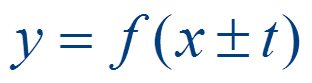 y = f(x ± t)